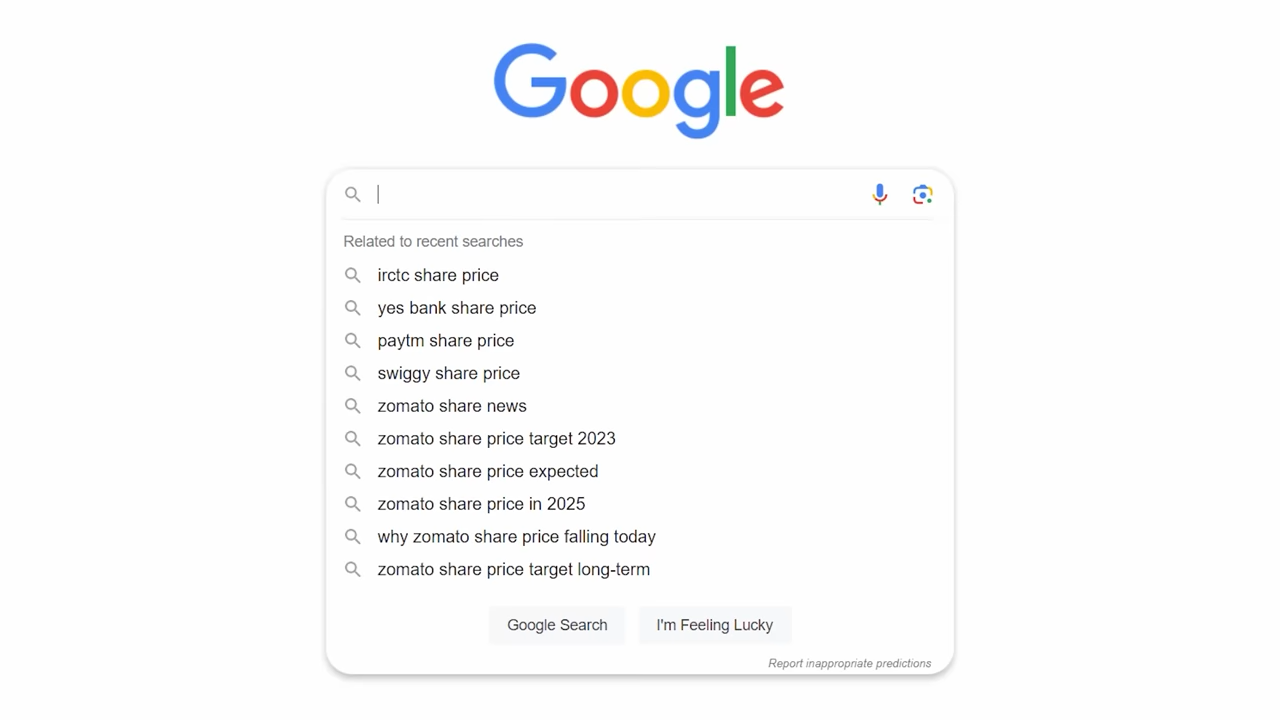 Google
Related to recent searches
irctc share price
yes bank share price
paytm share price
swiggy share price
zomato share news
zomato share price target 2023
zomato share price expected
zomato share price in 2025
why zomato share price falling today
zomato share price target long-term
Google Search
I'm Feeling Lucky
Report inappropriate predictions